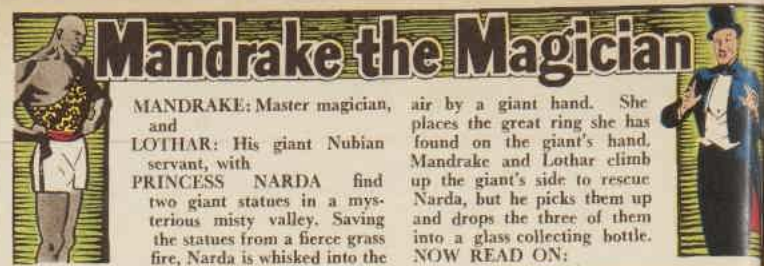 Mandrake the Magician
MANDRAKE: Master magician,
and
LOTHAR: His giant Nubian
servant, with
PRINCESS NARDA find
two giant statues in a mys-
terious misty valley. Saving
the statues from a fierce grass
fire, Narda is whisked into the
air by a giant hand. She
places the great ring she has
found on the giant's hand.
Mandrake and Lothar climb
up the giant's side to rescue
Narda, but he picks them up
and drops the three of them
into a glass collecting bottle.
NOW READ ON: